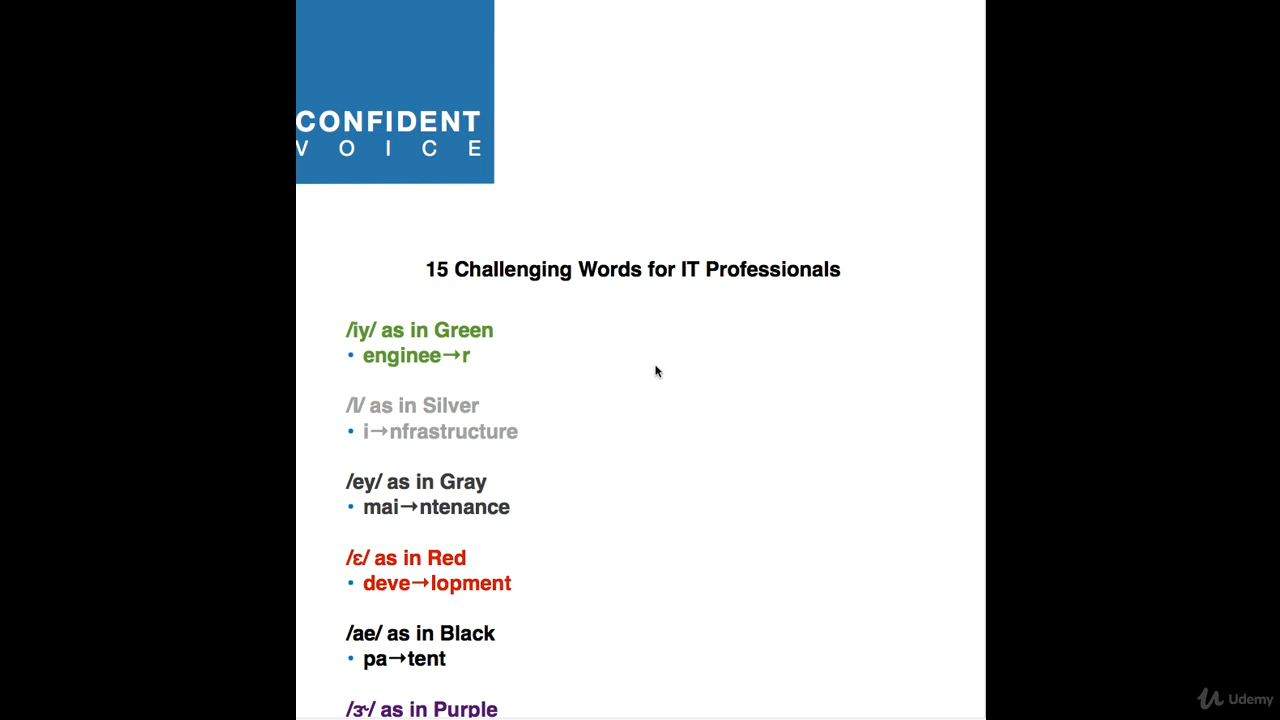 CONFIDENT
VOICE
15 Challenging Words for IT Professionals
/iy/ as in Green
• enginee→r
/I/ as in Silver
• i→nfrastructure
/ey/ as in Gray
• mai→ntenance
/ɛ/ as in Red
• deve→lopment
/ae/ as in Black
• pa→tent
/ɝ/ as in Purple
Udemy